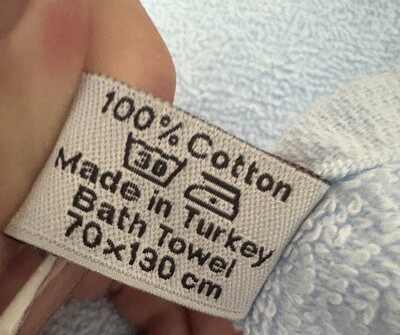 100% Cotton
30
Made in Turkey
Bath Towel
70x130 cm